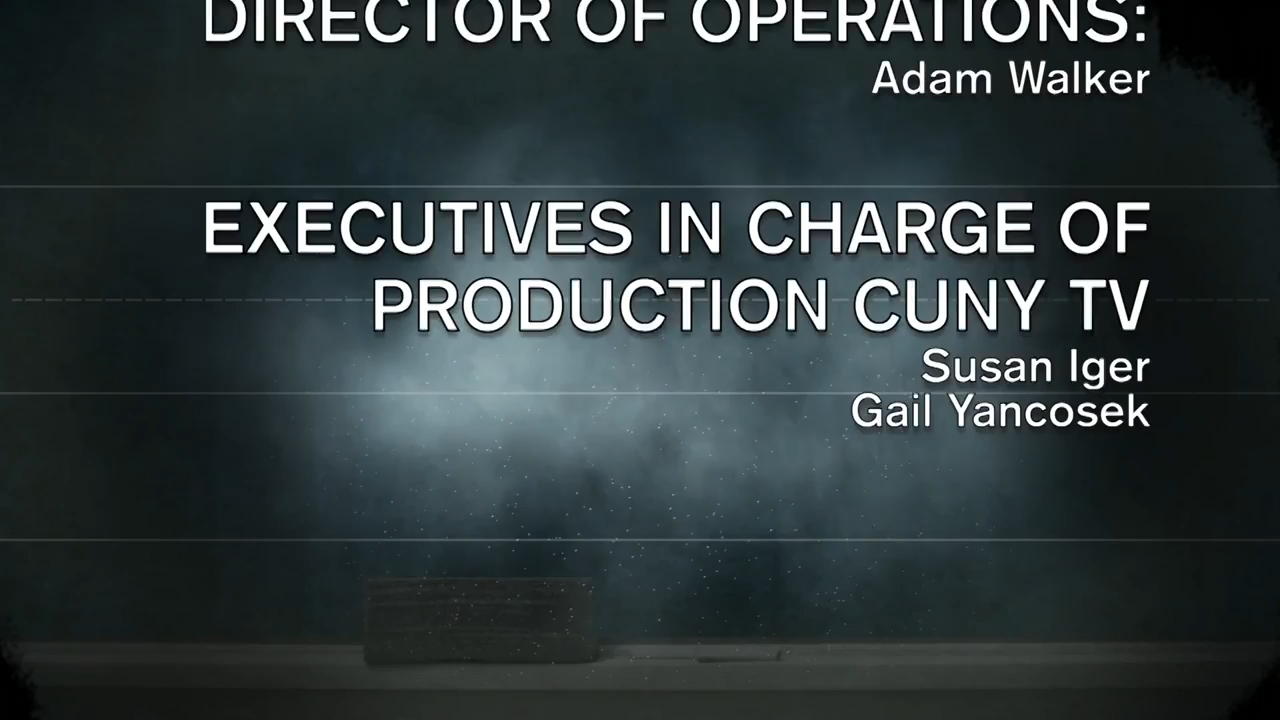 DIRECTOR OF OPERATIONS:
Adam Walker
EXECUTIVES IN CHARGE OF
PRODUCTION CUNY TV
Susan Iger
Gail Yancosek